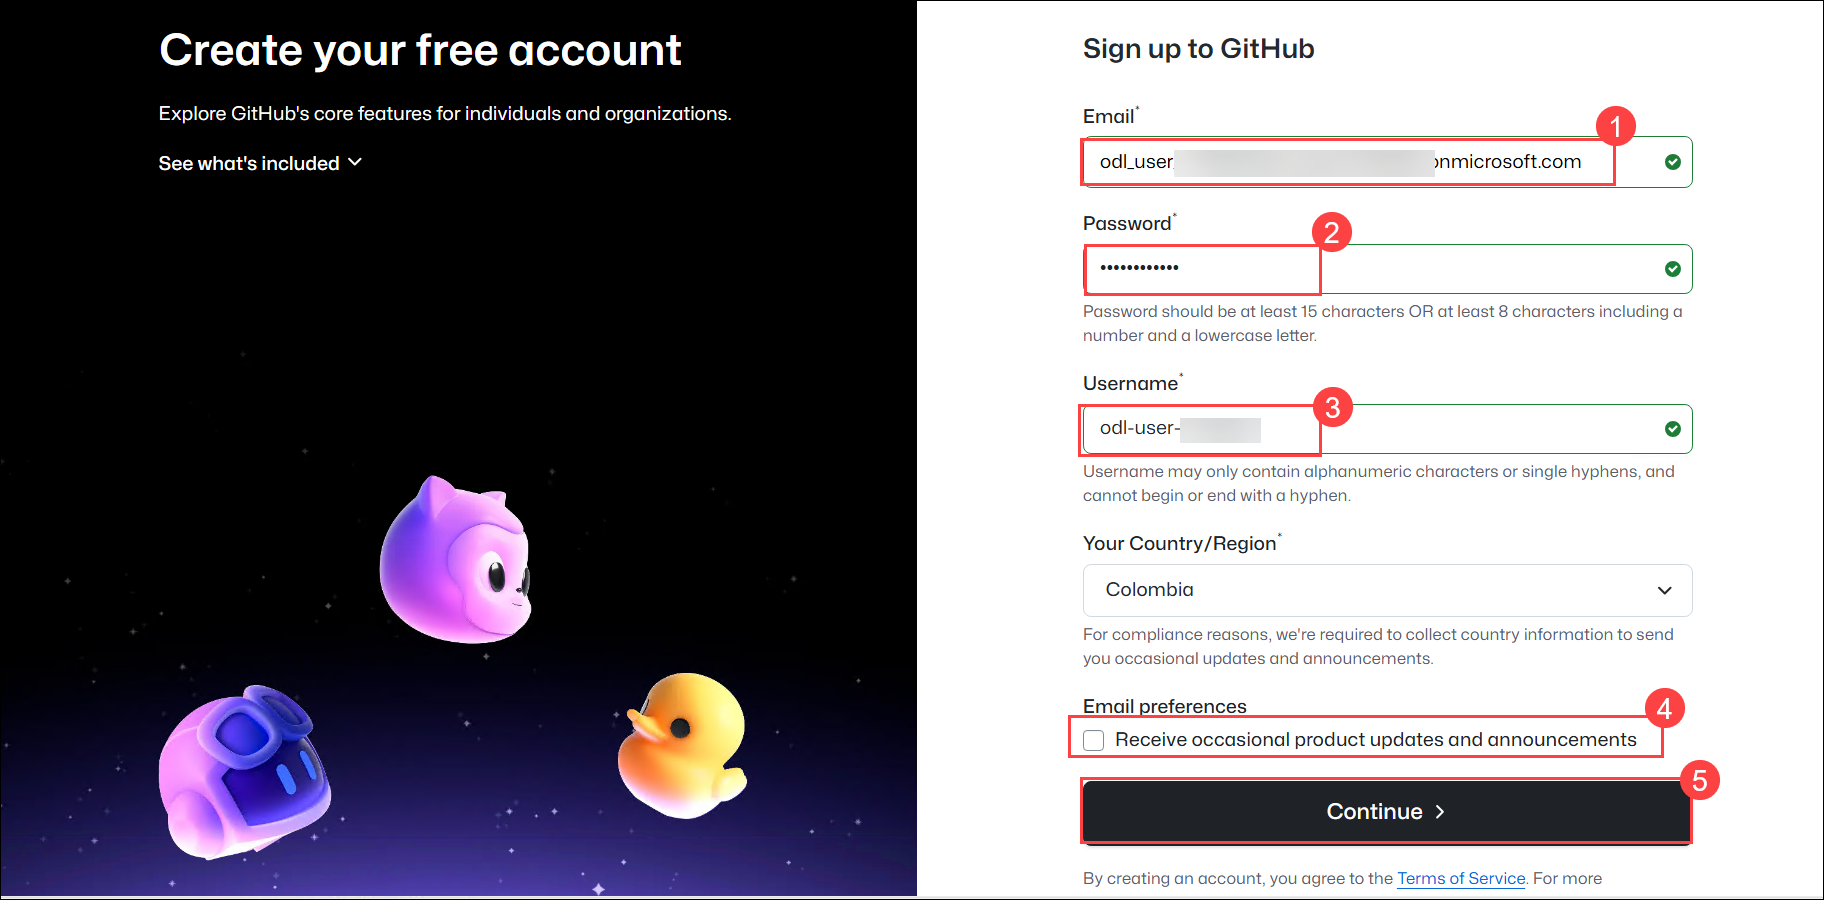 Create your free account
Explore GitHub's core features for individuals and organizations.
See what's included
Sign up to GitHub
Email*
1
odl_user onmicrosoft.com
Password*
2
••••••••••••
Password should be at least 15 characters OR at least 8 characters including a
number and a lowercase letter.
Username*
3
odl-user-
Username may only contain alphanumeric characters or single hyphens, and
cannot begin or end with a hyphen.
Your Country/Region*
Colombia
For compliance reasons, we're required to collect country information to send
you occasional updates and announcements.
Email preferences
4
Receive occasional product updates and announcements
5
Continue
By creating an account, you agree to the Terms of Service. For more